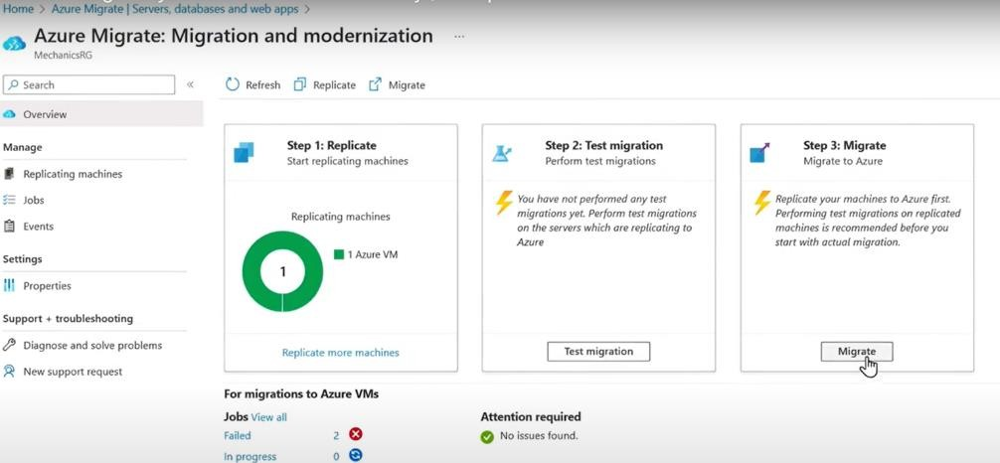 Home > Azure Migrate | Servers, databases and web apps >
Azure Migrate: Migration and modernization ...
MechanicsRG
Search «
Refresh Replicate Migrate
Overview
Manage
Replicating machines
Jobs
Events
Settings
Properties
Support + troubleshooting
Diagnose and solve problems
New support request
Step 1: Replicate
Start replicating machines
Replicating machines
1
1 Azure VM
Replicate more machines
Step 2: Test migration
Perform test migrations
You have not performed any test
migrations yet. Perform test migrations
on the servers which are replicating to
Azure
Test migration
Step 3: Migrate
Migrate to Azure
Replicate your machines to Azure first.
Performing test migrations on replicated
machines is recommended before you
start with actual migration.
Migrate
For migrations to Azure VMs
Jobs View all
Failed 2
In progress 0
Attention required
No issues found.